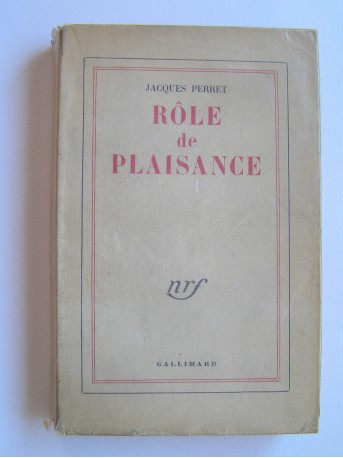 JACQUES PERRET
RÔLE
de
PLAISANCE
nrf
GALLIMARD